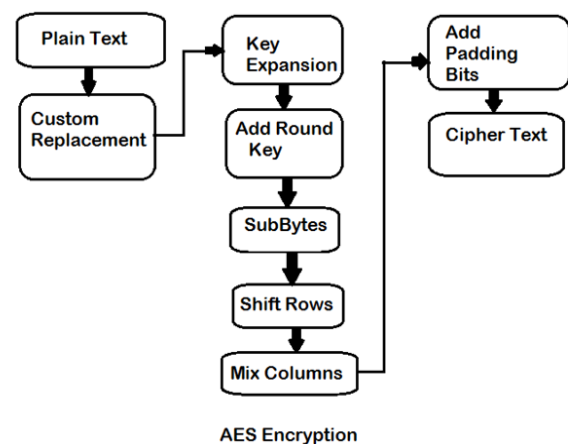 Plain Text
Custom
Replacement
Key
Expansion
Add Round
Key
SubBytes
Shift Rows
Mix Columns
Add
Padding
Bits
Cipher Text
AES Encryption